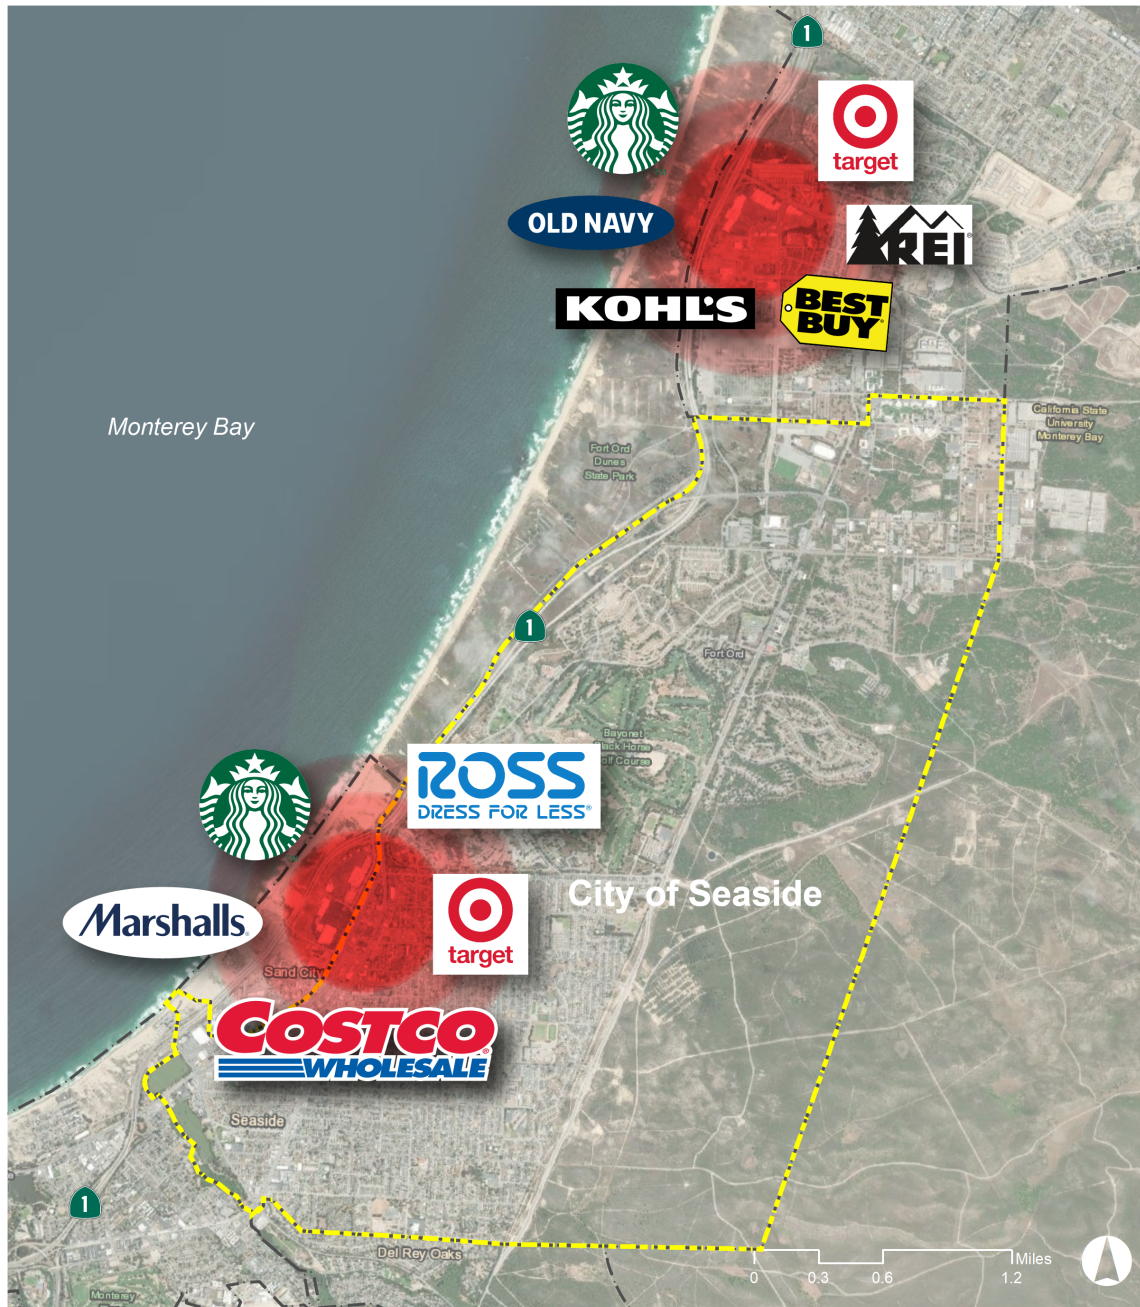 1
target
OLD NAVY
REI
KOHL'S
BEST
BUY
California State
University
Monterey Bay
Monterey Bay
Fort Ord
Dunes
State Park
1
Fort Ord
Bayonet
Black Horse
Golf Course
ROSS
DRESS FOR LESS®
City of Seaside
Marshalls
target
Sand City
COSTCO
WHOLESALE
Seaside
1
Del Rey Oaks
Miles
0 0.3 0.6 1.2
Monterey